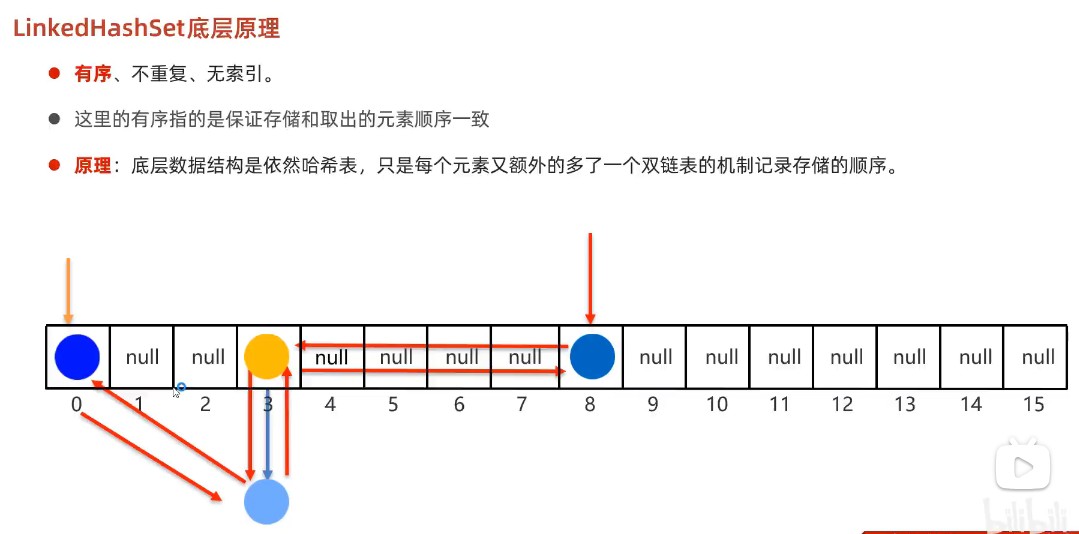 LinkedHashSet底层原理
有序、不重复、无索引。
这里的有序指的是保证存储和取出的元素顺序一致
原理：底层数据结构是依然哈希表，只是每个元素又额外的多了一个双链表的机制记录存储的顺序。
null null null null null null null null null null null null null
0 1 2 3 4 5 6 7 8 9 10 11 12 13 14 15
bilibili